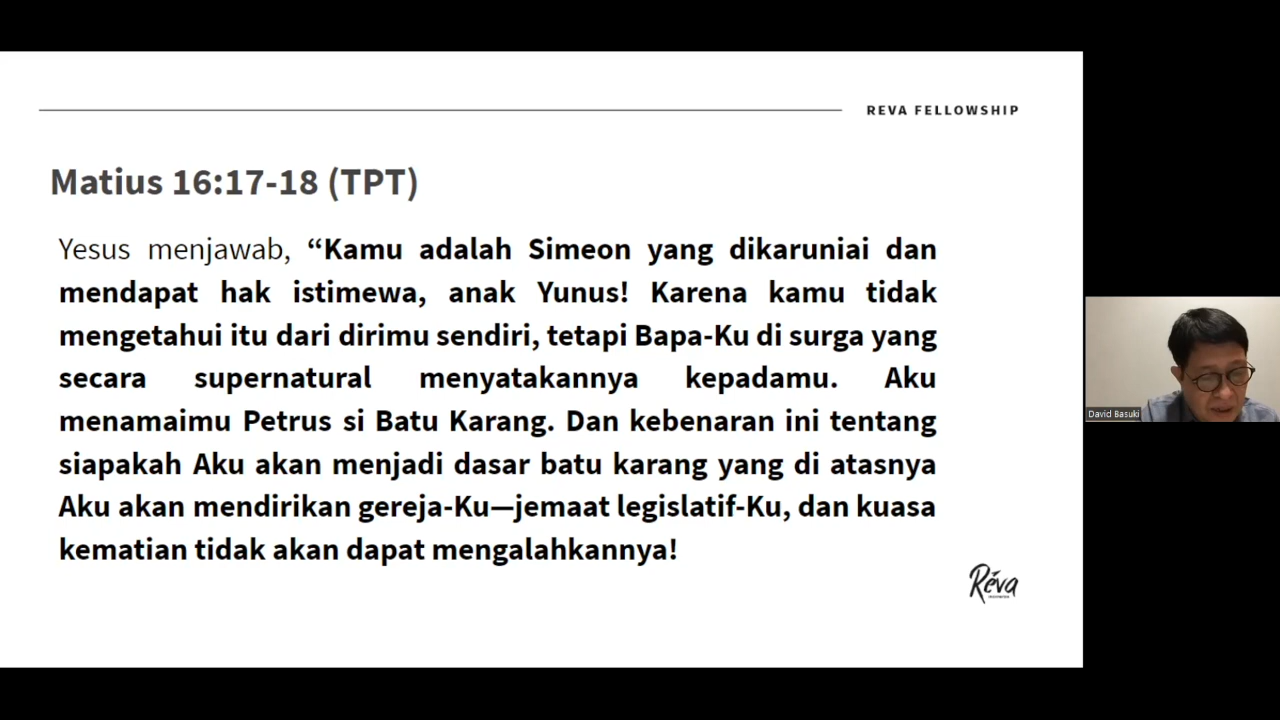 REVA FELLOWSHIP
Matius 16:17-18 (TPT)
Yesus menjawab, “Kamu adalah Simeon yang dikaruniai dan
mendapat hak istimewa, anak Yunus! Karena kamu tidak
mengetahui itu dari dirimu sendiri, tetapi Bapa-Ku di surga yang
secara supernatural menyatakannya kepadamu. Aku
menamaimu Petrus si Batu Karang. Dan kebenaran ini tentang
siapakah Aku akan menjadi dasar batu karang yang di atasnya
Aku akan mendirikan gereja-Ku—jemaat legislatif-Ku, dan kuasa
kematian tidak akan dapat mengalahkannya!
David Basuki
Réva